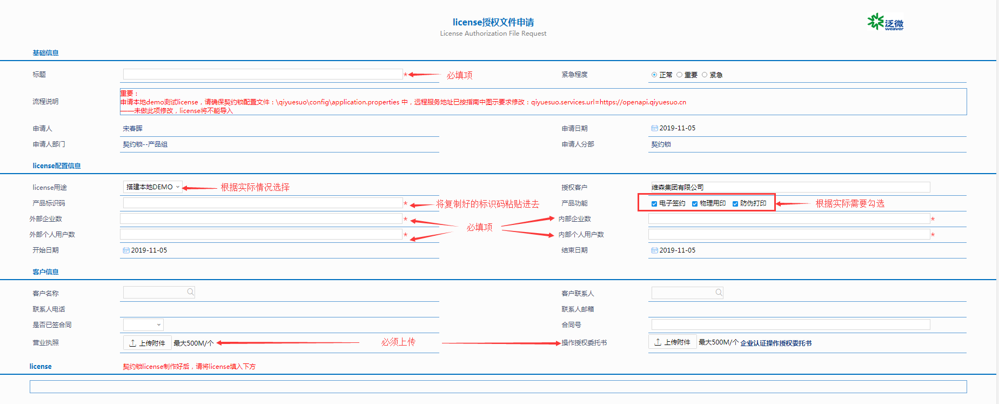 license授权文件申请
License Authorization File Request
泛微
weaver
基础信息
标题 * 必填项 紧急程度 正常 重要 紧急
流程说明
重要：
申请本地demo测试license，请确保契约锁配置文件：\qiyuesuo\config\application.properties 中，远程服务地址已按指南中图示要求修改：qiyuesuo.services.url=https://openapi.qiyuesuo.cn
——未做此项修改，license将不能导入
申请人 宋春晖 申请日期 2019-11-05
申请人部门 契约锁--产品组 申请人分部 契约锁
license配置信息
license用途 搭建本地DEMO 根据实际情况选择 授权客户 维森集团有限公司
产品标识码 * 将复制好的标识码粘贴进去 产品功能 电子签约 物理用印 防伪打印 根据实际需要勾选
外部企业数 * 必填项 内部企业数 *
外部个人用户数 * 内部个人用户数 *
开始日期 2019-11-05 结束日期 2019-11-05
客户信息
客户名称 客户联系人
联系人电话 联系人邮箱
是否已签合同 合同号
营业执照 上传附件 最大500M/个 必须上传 操作授权委托书 上传附件 最大500M/个 企业认证操作授权委托书
license 契约锁license制作好后，请将license填入下方